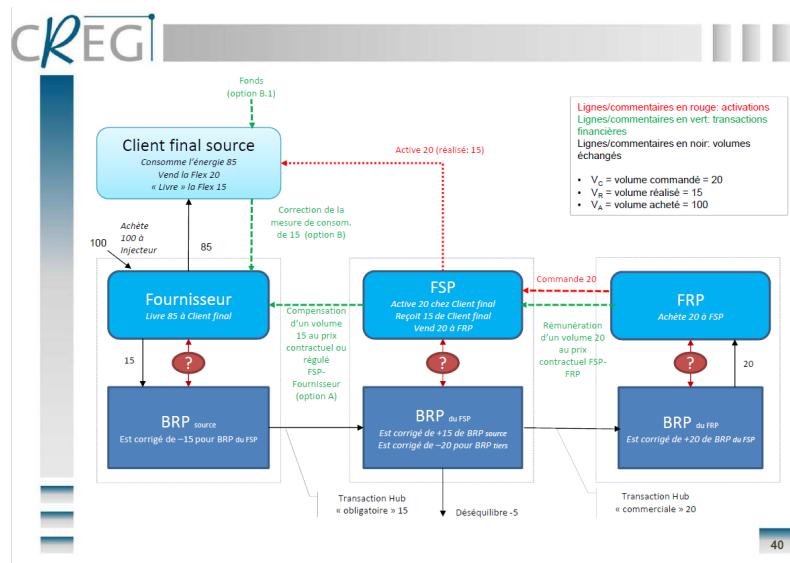 CREG
Fonds
(option B.1)
Client final source
Consomme l'énergie 85
Vend la Flex 20
« Livre » la Flex 15
Active 20 (réalisé: 15)
Lignes/commentaires en rouge: activations
Lignes/commentaires en vert: transactions
financières
Lignes/commentaires en noir: volumes
échangés
• VC = volume commandé = 20
• VR = volume réalisé = 15
• VA = volume acheté = 100
Achète
100 à
Injecteur
100
85
Correction de la
mesure de consom.
de 15 (option B)
Fournisseur
Livre 85 à Client final
FSP
Active 20 chez Client final
Reçoit 15 de Client final
Vend 20 à FRP
Commande 20
FRP
Achète 20 à FSP
Compensation
d'un volume
15 au prix
contractuel ou
régulé
FSP-
Fournisseur
(option A)
Rémunération
d'un volume 20
au prix
contractuel FSP-
FRP
15
?
?
?
20
BRP source
Est corrigé de –15 pour BRP du FSP
BRP du FSP
Est corrigé de +15 de BRP source
Est corrigé de –20 pour BRP tiers
BRP du FRP
Est corrigé de +20 de BRP du FSP
Transaction Hub
« obligatoire » 15
Déséquilibre -5
Transaction Hub
« commerciale » 20
40